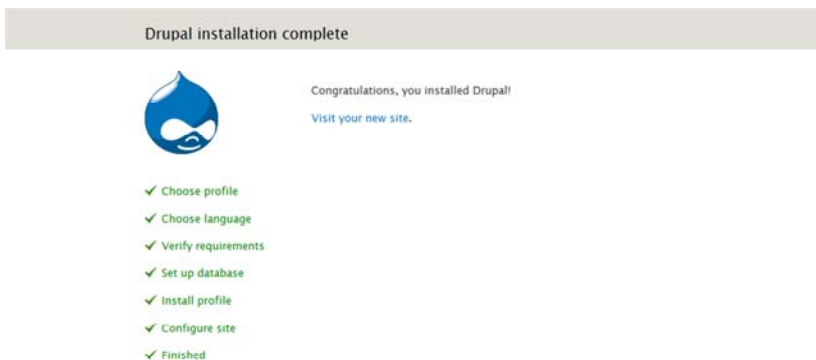 Drupal installation complete
Congratulations, you installed Drupal!
Visit your new site.
Choose profile
Choose language
Verify requirements
Set up database
Install profile
Configure site
Finished